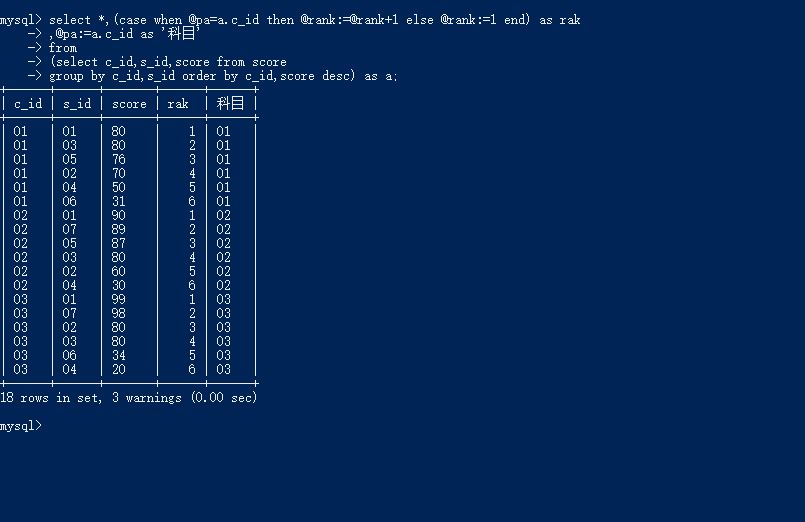 mysql> select *,(case when @pa=a.c_id then @rank:=@rank+1 else @rank:=1 end) as rak
-> ,@pa:=a.c_id as '科目'
-> from
-> (select c_id,s_id,score from score
-> group by c_id,s_id order by c_id,score desc) as a;
| c_id | s_id | score | rak | 科目 |
| 01 | 01 | 80 | 1 | 01 |
| 01 | 03 | 80 | 2 | 01 |
| 01 | 05 | 76 | 3 | 01 |
| 01 | 02 | 70 | 4 | 01 |
| 01 | 04 | 50 | 5 | 01 |
| 01 | 06 | 31 | 6 | 01 |
| 02 | 01 | 90 | 1 | 02 |
| 02 | 07 | 89 | 2 | 02 |
| 02 | 05 | 87 | 3 | 02 |
| 02 | 03 | 80 | 4 | 02 |
| 02 | 02 | 60 | 5 | 02 |
| 02 | 04 | 30 | 6 | 02 |
| 03 | 01 | 99 | 1 | 03 |
| 03 | 07 | 98 | 2 | 03 |
| 03 | 02 | 80 | 3 | 03 |
| 03 | 03 | 80 | 4 | 03 |
| 03 | 06 | 34 | 5 | 03 |
| 03 | 04 | 20 | 6 | 03 |
18 rows in set, 3 warnings (0.00 sec)
mysql>